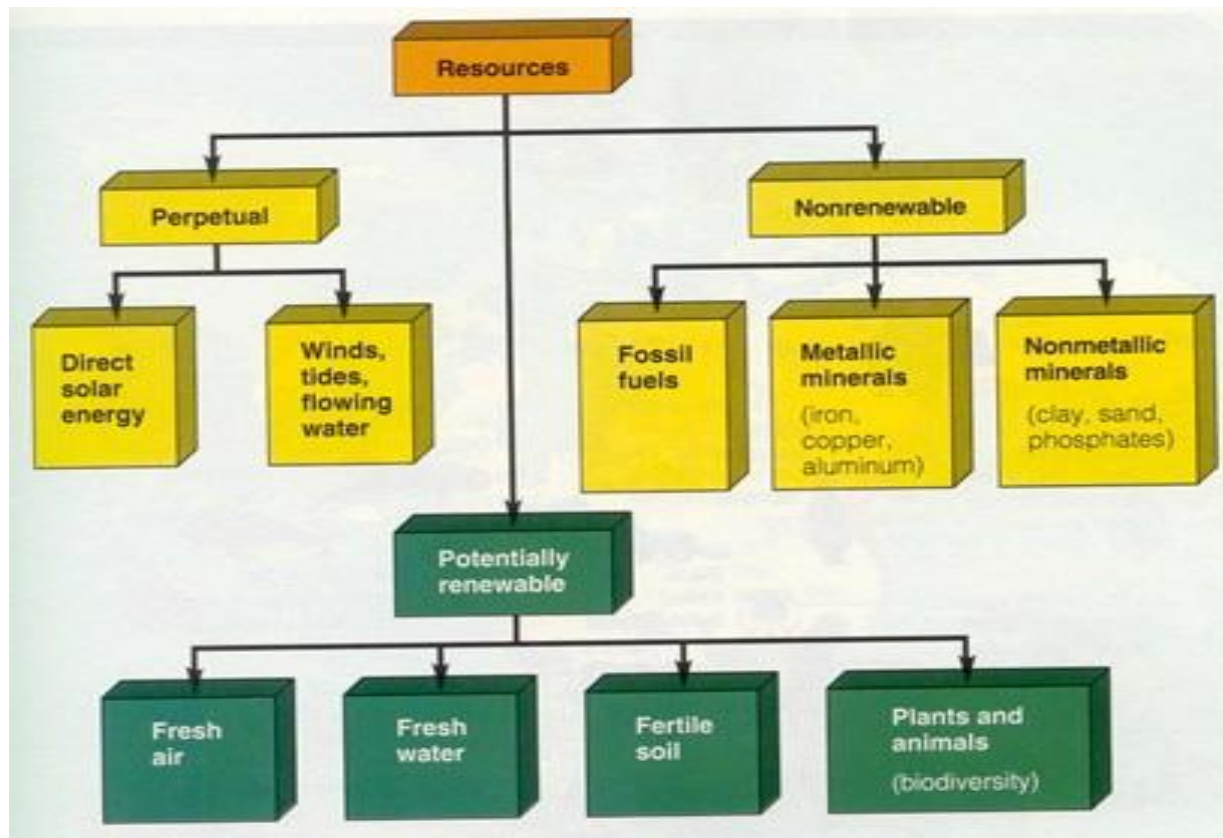 Resources
Perpetual
Nonrenewable
Direct
solar
energy
Winds,
tides,
flowing
water
Fossil
fuels
Metallic
minerals
(iron,
copper,
aluminum)
Nonmetallic
minerals
(clay, sand,
phosphates)
Potentially
renewable
Fresh
air
Fresh
water
Fertile
soil
Plants and
animals
(biodiversity)